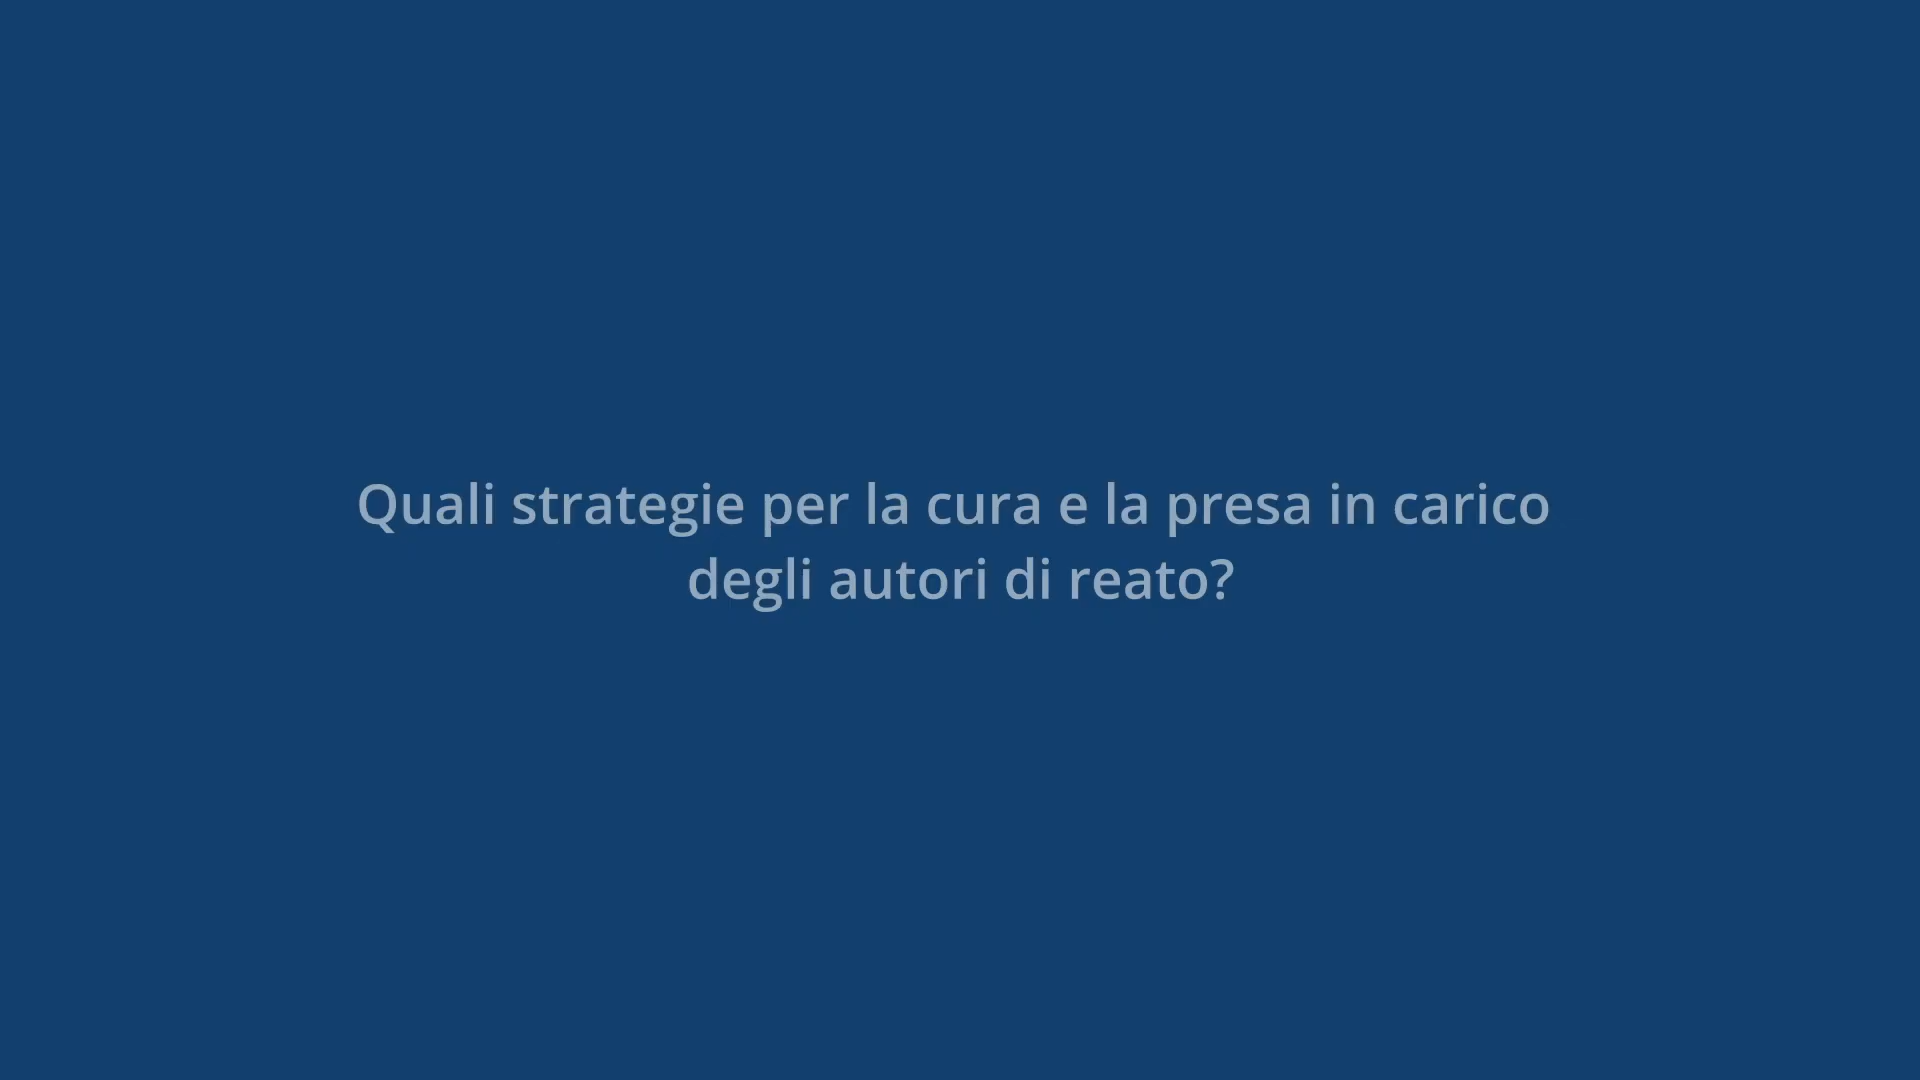 Quali strategie per la cura e la presa in carico
degli autori di reato?